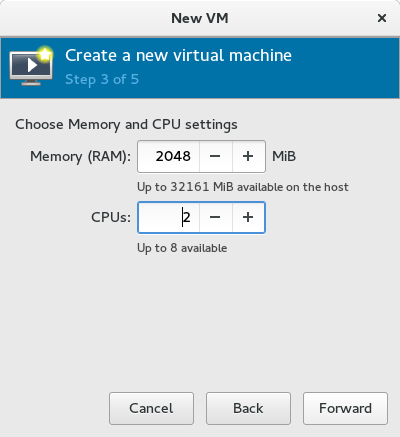 New VM
Create a new virtual machine
Step 3 of 5
Choose Memory and CPU settings
Memory (RAM): 2048 − + MiB
Up to 32161 MiB available on the host
CPUs: 2 − +
Up to 8 available
Cancel Back Forward